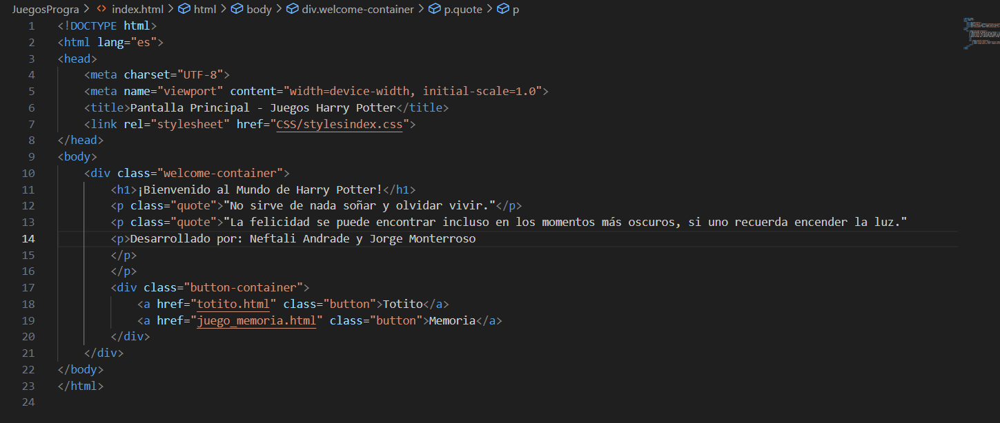 JuegosProgra > index.html > html > body > div.welcome-container > p.quote > p
1 <!DOCTYPE html>
2 <html lang="es">
3 <head>
4     <meta charset="UTF-8">
5     <meta name="viewport" content="width=device-width, initial-scale=1.0">
6     <title>Pantalla Principal - Juegos Harry Potter</title>
7     <link rel="stylesheet" href="CSS/stylesindex.css">
8 </head>
9 <body>
10     <div class="welcome-container">
11         <h1>¡Bienvenido al Mundo de Harry Potter!</h1>
12         <p class="quote">"No sirve de nada soñar y olvidar vivir."</p>
13         <p class="quote">"La felicidad se puede encontrar incluso en los momentos más oscuros, si uno recuerda encender la luz."
14         <p>Desarrollado por: Neftali Andrade y Jorge Monterroso
15         </p>
16         </p>
17         <div class="button-container">
18             <a href="totito.html" class="button">Totito</a>
19             <a href="juego_memoria.html" class="button">Memoria</a>
20         </div>
21     </div>
22 </body>
23 </html>
24